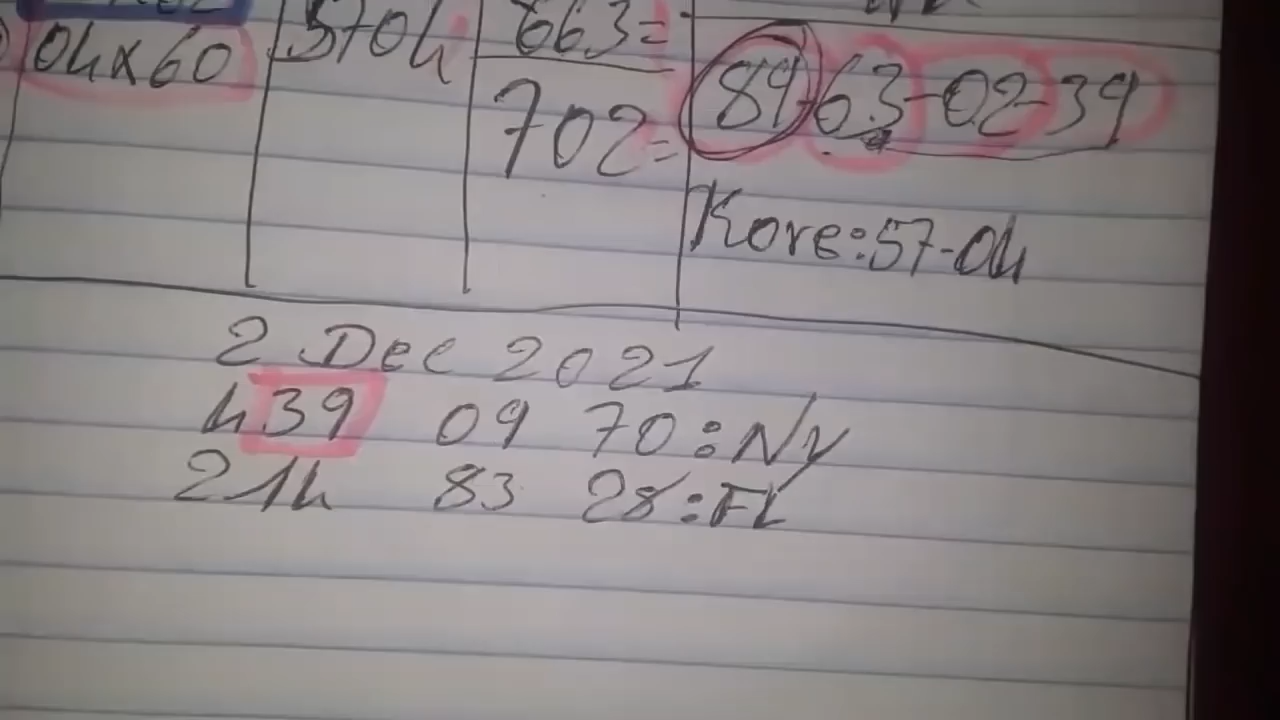 04x60 5704 663= 89-63-02-39
702=
Kore:57-04
2 Dec 2021
439 09 70:Ny
214 83 28:FL